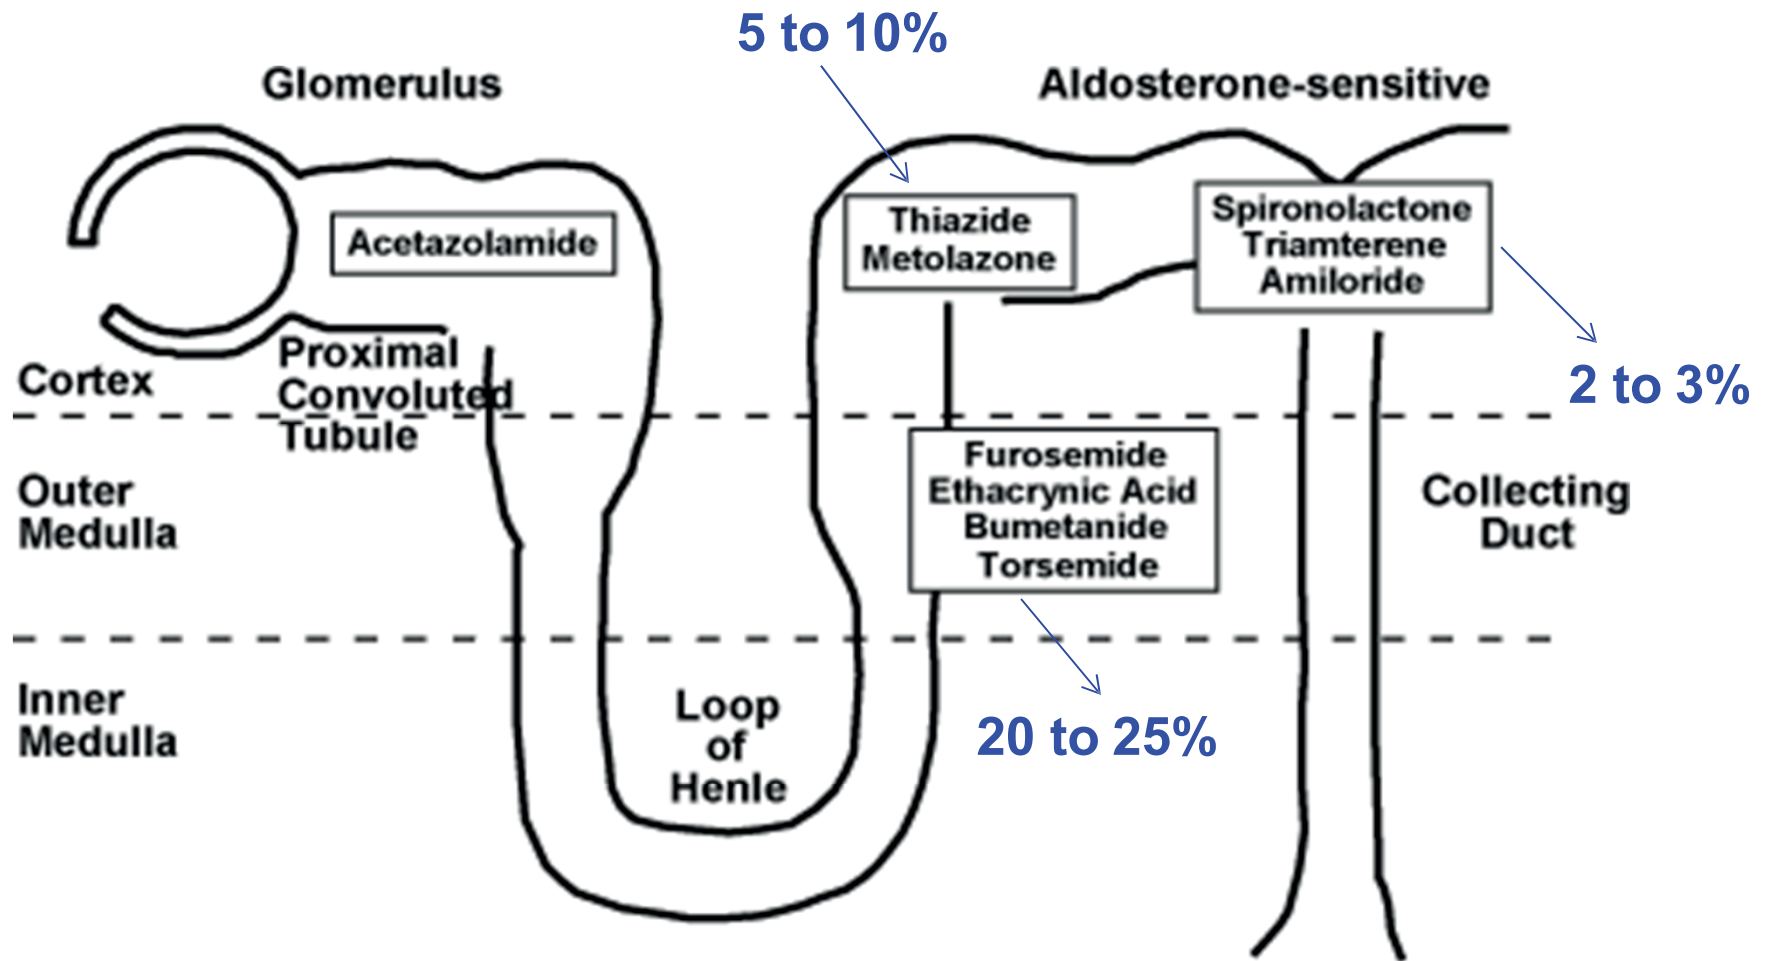 5 to 10%
Glomerulus
Aldosterone-sensitive
Acetazolamide
Thiazide
Metolazone
Spironolactone
Triamterene
Amiloride
2 to 3%
Proximal
Convoluted
Tubule
Cortex
Outer
Medulla
Furosemide
Ethacrynic Acid
Bumetanide
Torsemide
Collecting
Duct
Inner
Medulla
Loop
of
Henle
20 to 25%